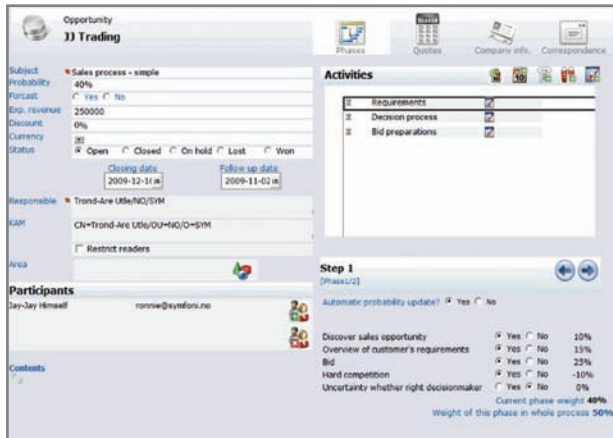 Opportunity
JJ Trading
Phases
Quotes
Company info.
Correspondence
Subject Sales process - simple
Probability 40%
Forcast Yes No
Exp. revenue 250000
Discount 0%
Currency
Status Open Closed On hold Lost Won
Closing date Follow up date
2009-12-1 2009-11-02
Responsible Trond-Are Utle/NO/SYM
KAM CN=Trond-Are Utle/OU=NO/O=SYM
Restrict readers
Area
Participants
Jay-Jay Himself ronnie@symfoni.no
Contents
Activities
Requirements
Decision process
Bid preparations
Step 1
[Phase1/2]
Automatic probability update? Yes No
Discover sales opportunity Yes No 10%
Overview of customer's requirements Yes No 15%
Bid Yes No 25%
Hard competition Yes No -10%
Uncertainty whether right decisionmaker Yes No 0%
Current phase weight 40%
Weight of this phase in whole process 50%